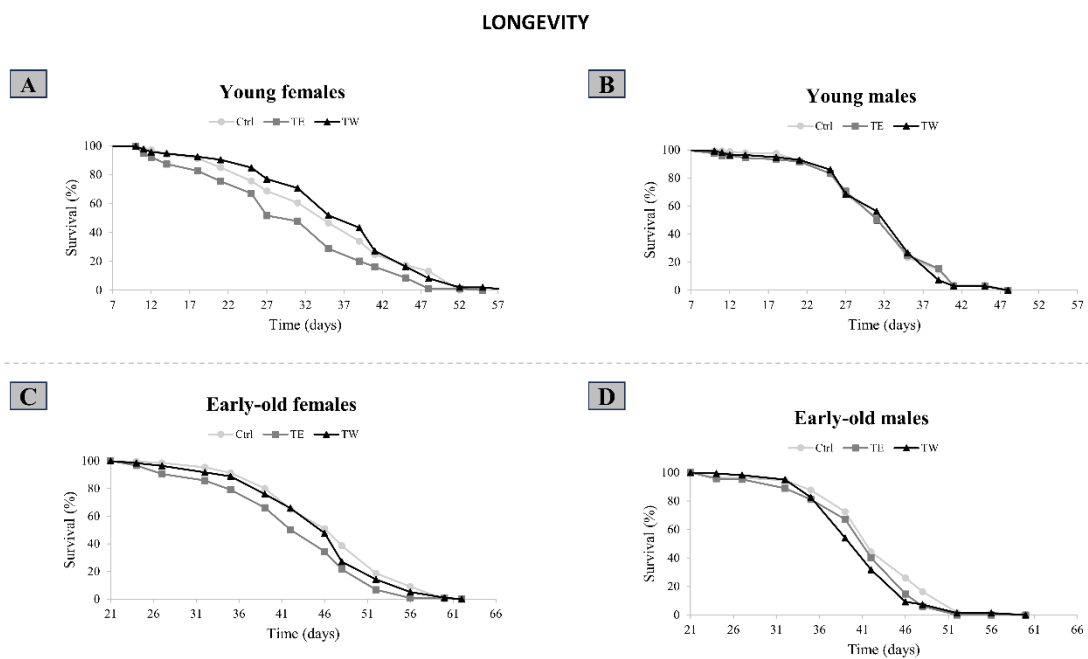 LONGEVITY
A
Young females
Ctrl TE TW
Survival (%)
100
80
60
40
20
0
7 12 17 22 27 32 37 42 47 52 57
Time (days)
B
Young males
Ctrl TE TW
Survival (%)
100
80
60
40
20
0
7 12 17 22 27 32 37 42 47 52 57
Time (days)
C
Early-old females
Ctrl TE TW
Survival (%)
100
80
60
40
20
0
21 26 31 36 41 46 51 56 61 66
Time (days)
D
Early-old males
Ctrl TE TW
Survival (%)
100
80
60
40
20
0
21 26 31 36 41 46 51 56 61 66
Time (days)